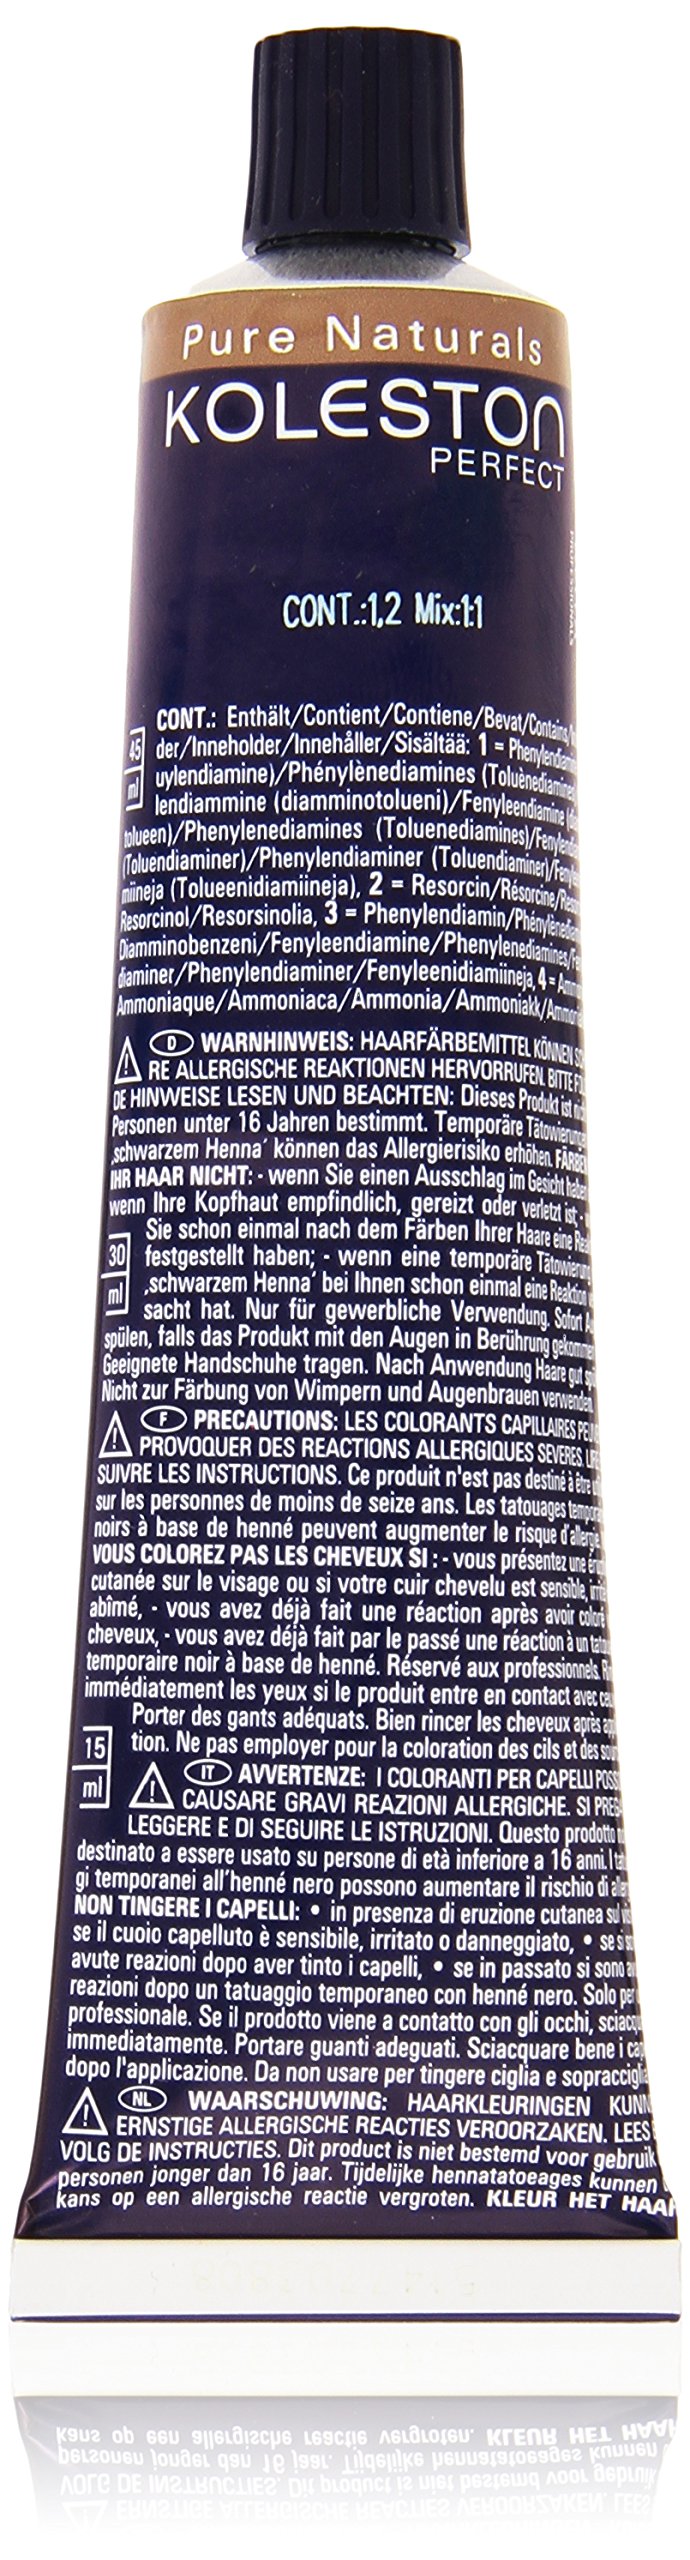 Pure Naturals
KOLESTON
PERFECT
PROFESSIONALS
CONT.:1,2 Mix:1:1
CONT.: Enthält/Contient/Contiene/Bevat/Contains
45 der/Inneholder/Innehåller/Sisältää: 1 =
ml uylendiamine)/Phénylènediamines
lendiammine (diamminotolueni)/Fenyleendiamine
tolueen)/Phenylenediamines (Toluenediamines)
(Toluendiaminer)/Phenylendiaminer (Toluendiaminer)
miineja (Tolueenidiamiineja), 2 = Resorcin/Résorcine
Resorcinol/Resorsinolia, 3 = Phenylendiamin
Diamminobenzeni/Fenyleendiamine/Phenylenediamines
diaminer/Phenylendiaminer/Fenyleenidiamiineja, 4 =
Ammoniaque/Ammoniaca/Ammonia/Ammoniakk
D WARNHINWEIS: HAARFÄRBEMITTEL KÖNNEN
RE ALLERGISCHE REAKTIONEN HERVORRUFEN. BITTE
DE HINWEISE LESEN UND BEACHTEN: Dieses Produkt ist
Personen unter 16 Jahren bestimmt. Temporäre Tätowierungen
‚schwarzem Henna‘ können das Allergierisiko erhöhen.
IHR HAAR NICHT: - wenn Sie einen Ausschlag im Gesicht haben
wenn Ihre Kopfhaut empfindlich, gereizt oder verletzt ist, -
Sie schon einmal nach dem Färben Ihrer Haare eine
30 festgestellt haben; - wenn eine temporäre Tätowierung
ml ‚schwarzem Henna‘ bei Ihnen schon einmal eine Reaktion
sacht hat. Nur für gewerbliche Verwendung. Sofort
spülen, falls das Produkt mit den Augen in Berührung gekommen
Geeignete Handschuhe tragen. Nach Anwendung Haare gut
Nicht zur Färbung von Wimpern und Augenbrauen verwenden
F PRECAUTIONS: LES COLORANTS CAPILLAIRES
PROVOQUER DES REACTIONS ALLERGIQUES SEVERES.
SUIVRE LES INSTRUCTIONS. Ce produit n'est pas destiné à être
sur les personnes de moins de seize ans. Les tatouages
noirs à base de henné peuvent augmenter le risque d'allergie
VOUS COLOREZ PAS LES CHEVEUX SI : - vous présentez une
cutanée sur le visage ou si votre cuir chevelu est sensible,
abîmé, - vous avez déjà fait une réaction après avoir coloré
cheveux, - vous avez déjà fait par le passé une réaction à un
temporaire noir à base de henné. Réservé aux professionnels.
immédiatement les yeux si le produit entre en contact avec
Porter des gants adéquats. Bien rincer les cheveux après
15 tion. Ne pas employer pour la coloration des cils et des
ml IT AVVERTENZE: I COLORANTI PER CAPELLI
CAUSARE GRAVI REAZIONI ALLERGICHE. SI
LEGGERE E DI SEGUIRE LE ISTRUZIONI. Questo prodotto
destinato a essere usato su persone di età inferiore a 16 anni. I
gi temporanei all'henné nero possono aumentare il rischio di
NON TINGERE I CAPELLI: • in presenza di eruzione cutanea sul
se il cuoio capelluto è sensibile, irritato o danneggiato, • se
avute reazioni dopo aver tinto i capelli, • se in passato si sono
reazioni dopo un tatuaggio temporaneo con henné nero. Solo per
professionale. Se il prodotto viene a contatto con gli occhi,
immediatamente. Portare guanti adeguati. Sciacquare bene i
dopo l'applicazione. Da non usare per tingere ciglia e
NL WAARSCHUWING: HAARKLEURINGEN
ERNSTIGE ALLERGISCHE REACTIES VEROORZAKEN. LEES
VOLG DE INSTRUCTIES. Dit product is niet bestemd voor gebruik
personen jonger dan 16 jaar. Tijdelijke hennatatoeages kunnen
kans op een allergische reactie vergroten. KLEUR HET